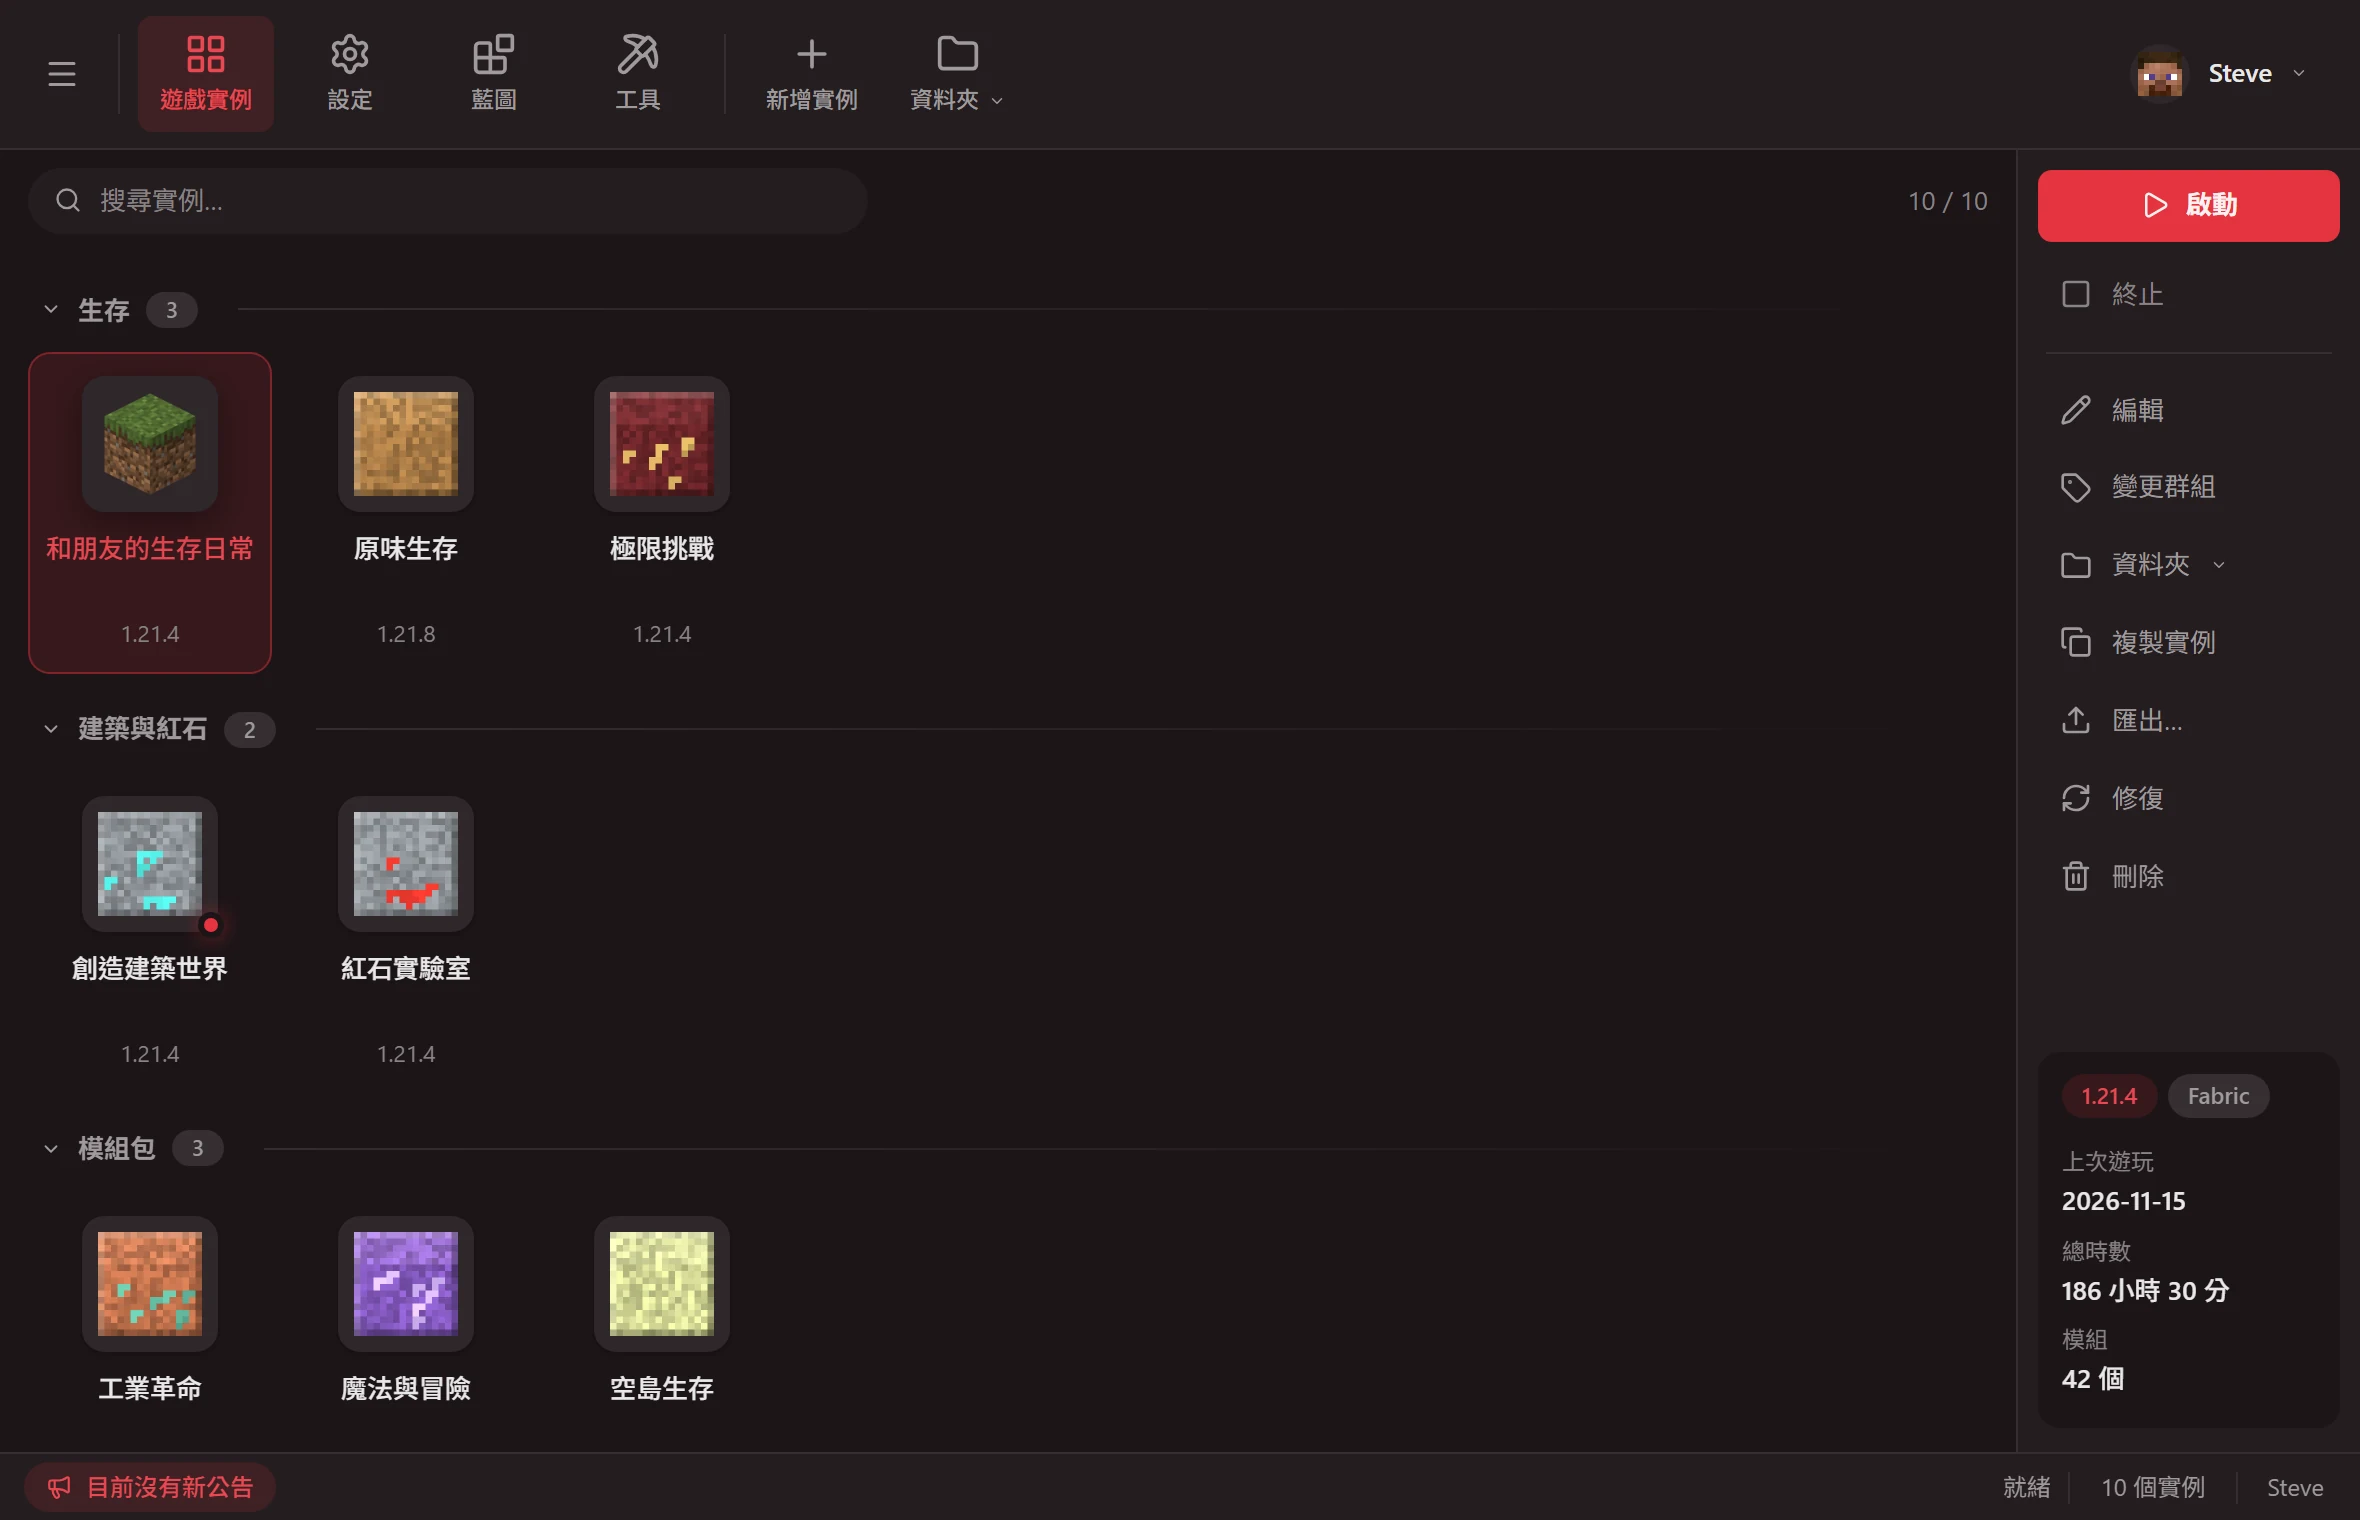 遊戲實例
設定
藍圖
工具
新增實例
資料夾
Steve
搜尋實例...
10 / 10
生存 3
和朋友的生存日常
1.21.4
原味生存
1.21.8
極限挑戰
1.21.4
建築與紅石 2
創造建築世界
1.21.4
紅石實驗室
1.21.4
模組包 3
工業革命
魔法與冒險
空島生存
啟動
終止
編輯
變更群組
資料夾
複製實例
匯出...
修復
刪除
1.21.4 Fabric
上次遊玩
2026-11-15
總時數
186 小時 30 分
模組
42 個
目前沒有新公告
就緒
10 個實例
Steve